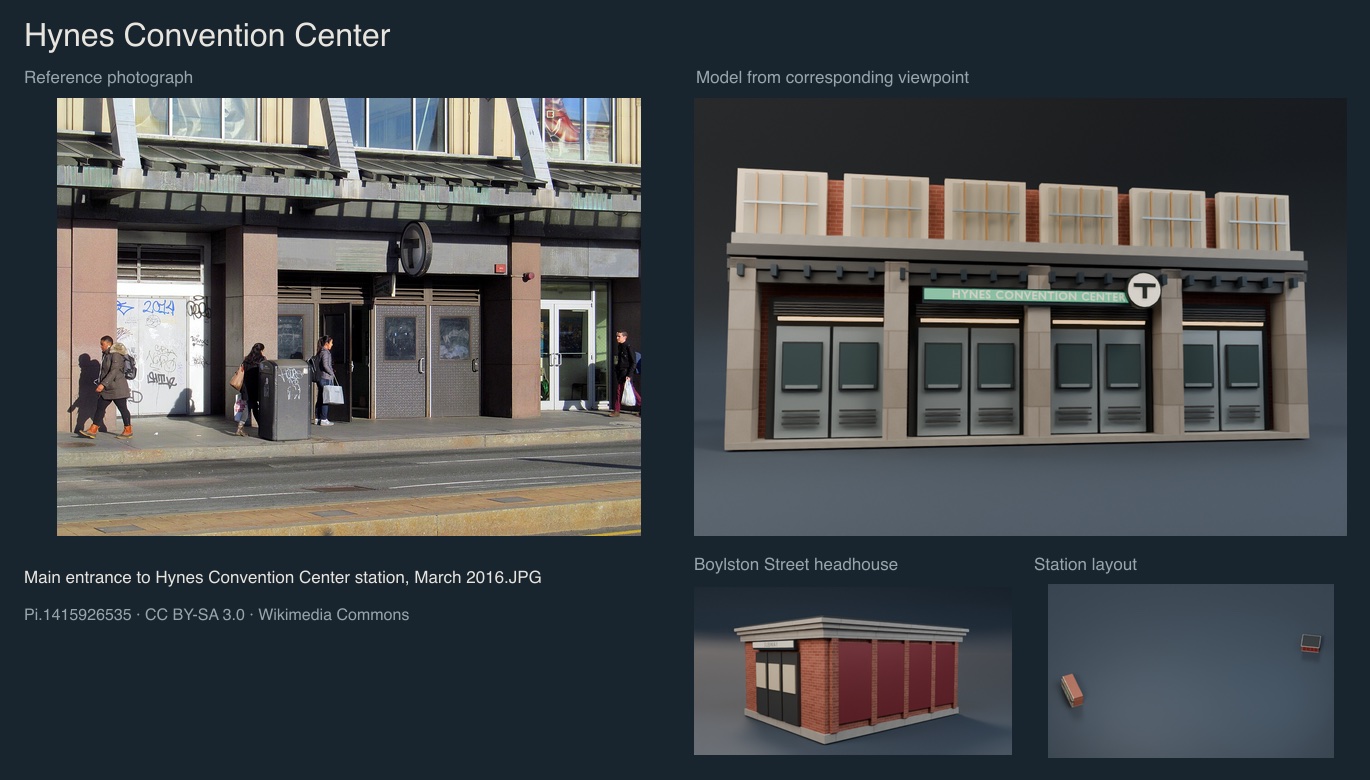 Hynes Convention Center
Reference photograph
Model from corresponding viewpoint
2014
T
HYNES CONVENTION CENTER
T
Main entrance to Hynes Convention Center station, March 2016.JPG
Pi.1415926535 · CC BY-SA 3.0 · Wikimedia Commons
Boylston Street headhouse
Station layout